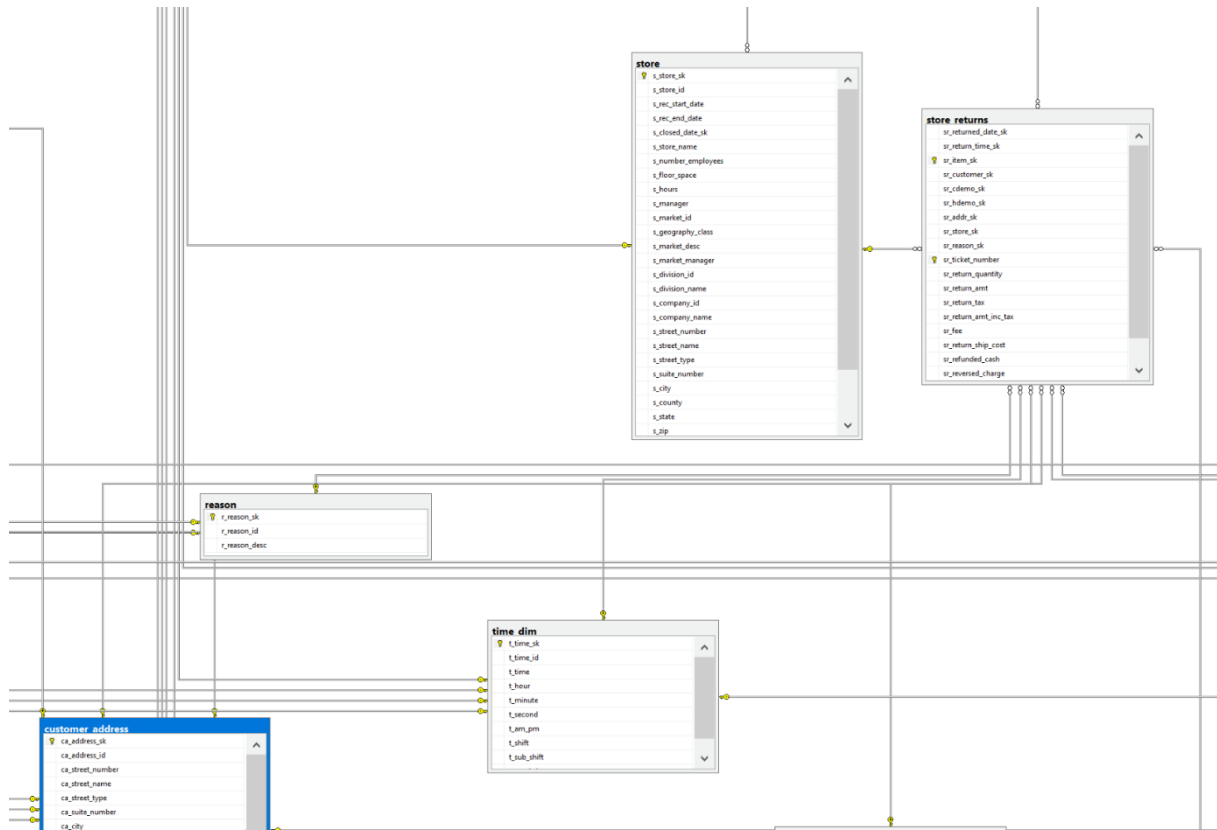 store
s_store_sk
s_store_id
s_rec_start_date
s_rec_end_date
s_closed_date_sk
s_store_name
s_number_employees
s_floor_space
s_hours
s_manager
s_market_id
s_geography_class
s_market_desc
s_market_manager
s_division_id
s_division_name
s_company_id
s_company_name
s_street_number
s_street_name
s_street_type
s_suite_number
s_city
s_county
s_state
s_zip
store_returns
sr_returned_date_sk
sr_return_time_sk
sr_item_sk
sr_customer_sk
sr_cdemo_sk
sr_hdemo_sk
sr_addr_sk
sr_store_sk
sr_reason_sk
sr_ticket_number
sr_return_quantity
sr_return_amt
sr_return_tax
sr_return_amt_inc_tax
sr_fee
sr_return_ship_cost
sr_refunded_cash
sr_reversed_charge
reason
r_reason_sk
r_reason_id
r_reason_desc
time_dim
t_time_sk
t_time_id
t_time
t_hour
t_minute
t_second
t_am_pm
t_shift
t_sub_shift
customer_address
ca_address_sk
ca_address_id
ca_street_number
ca_street_name
ca_street_type
ca_suite_number
ca_city